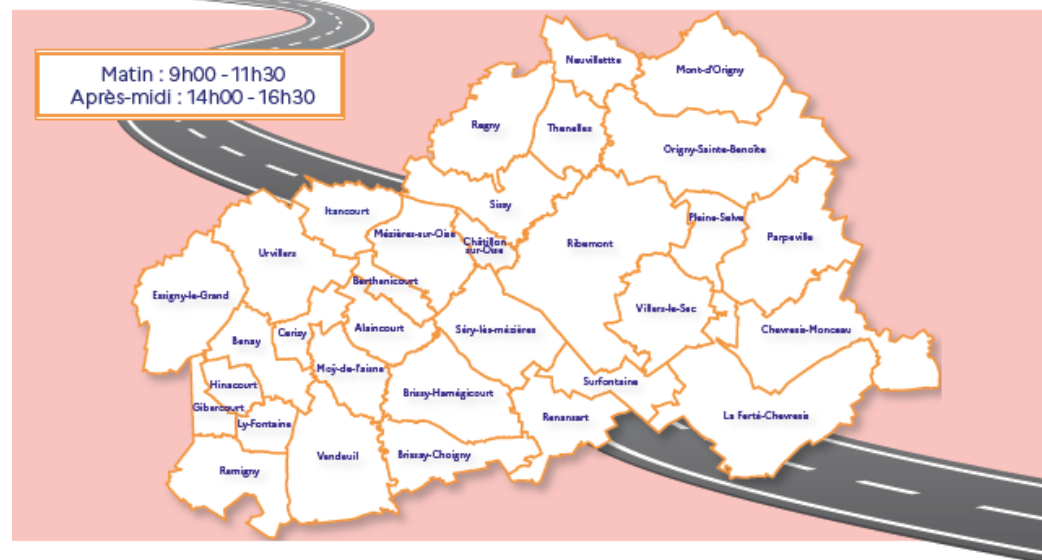 Matin : 9h00 - 11h30
Après-midi : 14h00 - 16h30
Neuvillettte
Mont-d'Origny
Regny
Thenelles
Origny-Sainte-Benoîte
Sissy
Itancourt
Mézières-sur-Oise
Châtillon
sur-Oise
Ribemont
Pleine-Selve
Parpeville
Urvillers
Berthenicourt
Essigny-le-Grand
Villers-le-Sec
Cerizy
Alaincourt
Séry-lès-mézières
Chevresis-Monceau
Benay
Moÿ-de-l'aisne
Hinacourt
Surfontaine
Brissy-Hamégicourt
Gibercourt
Renansart
La Ferté-Chevresis
Ly-Fontaine
Remigny
Vendeuil
Brissay-Choigny